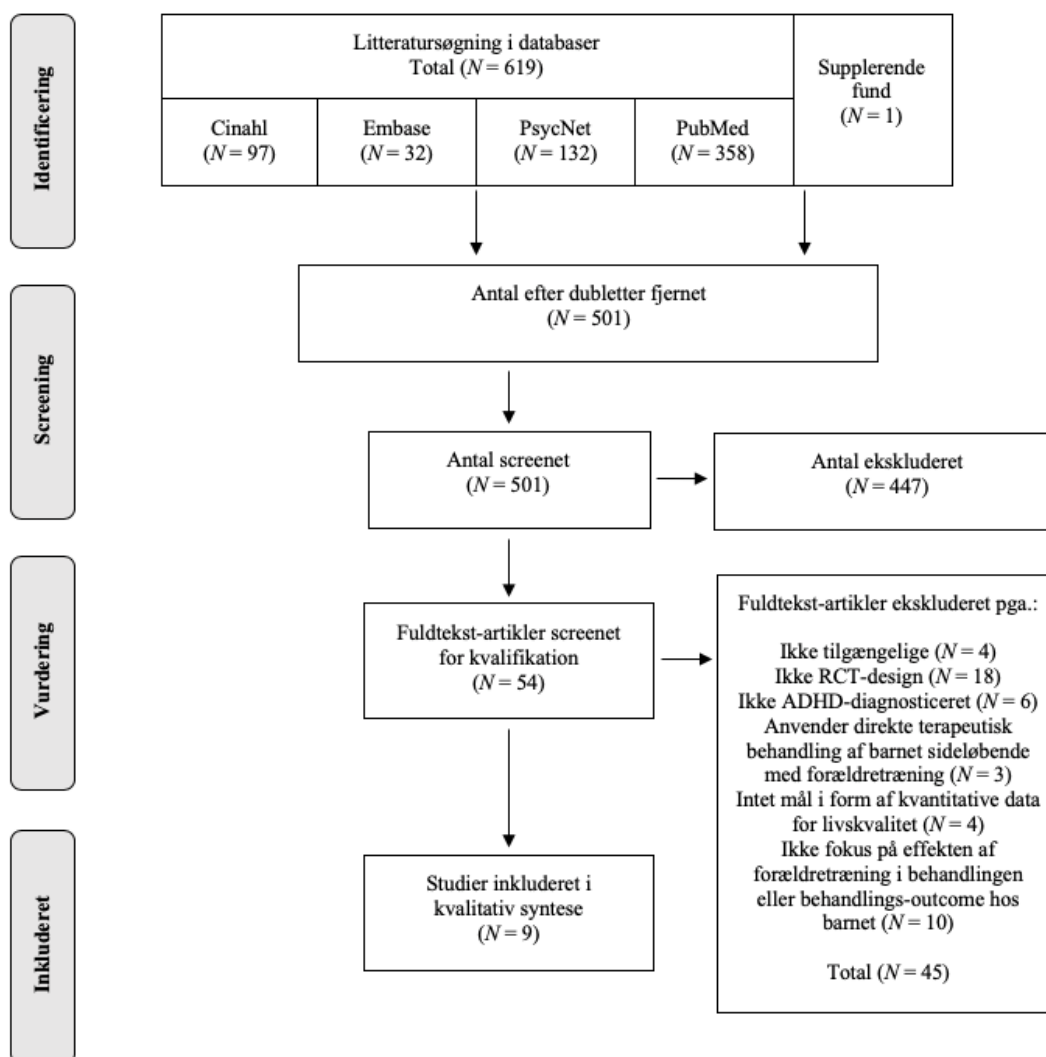 Identificering
Litteratursøgning i databaser
Total (N = 619)
Supplerende
fund
(N = 1)
Cinahl
(N = 97)
Embase
(N = 32)
PsycNet
(N = 132)
PubMed
(N = 358)
Screening
Antal efter dubletter fjernet
(N = 501)
Antal screenet
(N = 501)
Antal ekskluderet
(N = 447)
Vurdering
Fuldtekst-artikler screenet
for kvalifikation
(N = 54)
Fuldtekst-artikler ekskluderet pga.:
Ikke tilgængelige (N = 4)
Ikke RCT-design (N = 18)
Ikke ADHD-diagnosticeret (N = 6)
Anvender direkte terapeutisk
behandling af barnet sideløbende
med forældretræning (N = 3)
Intet mål i form af kvantitative data
for livskvalitet (N = 4)
Ikke fokus på effekten af
forældretræning i behandlingen
eller behandlings-outcome hos
barnet (N = 10)
Total (N = 45)
Inkluderet
Studier inkluderet i
kvalitativ syntese
(N = 9)